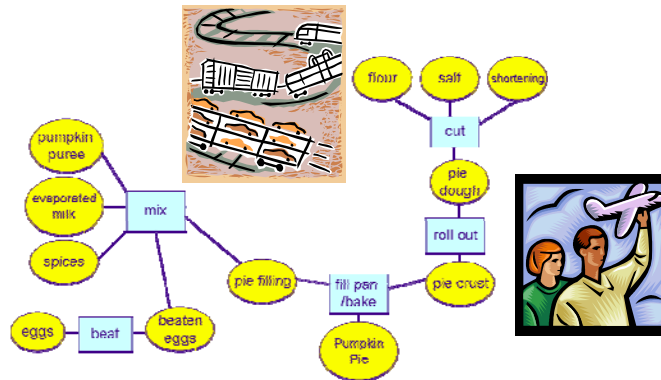 flour
salt
shortening
cut
pumpkin
puree
pie
dough
evaporated
milk
mix
roll out
spices
pie filling
fill pan
/bake
pie crust
eggs
beat
beaten
eggs
Pumpkin
Pie